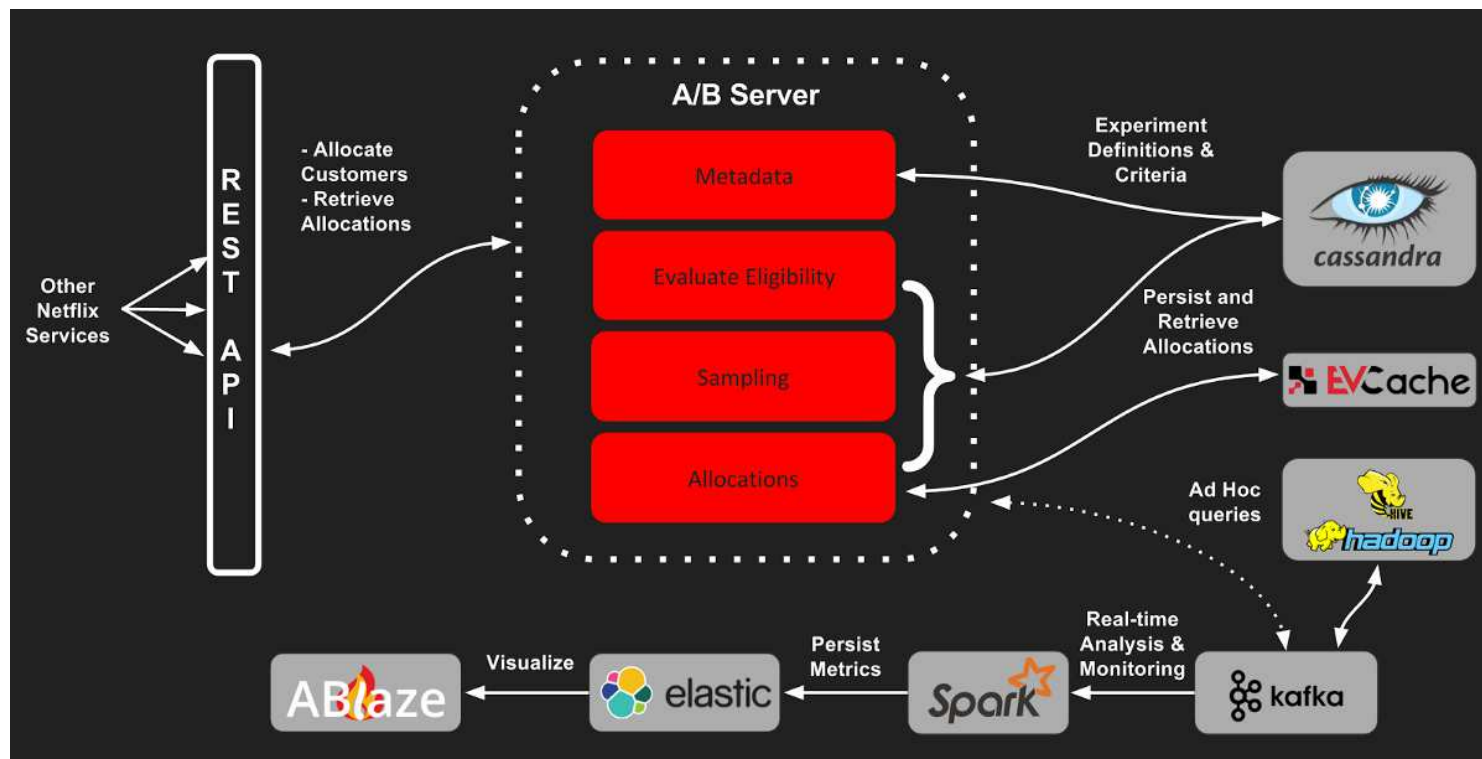 A/B Server
Metadata
Evaluate Eligibility
Sampling
Allocations
Other
Netflix
Services
REST API
- Allocate
Customers
- Retrieve
Allocations
Experiment
Definitions &
Criteria
cassandra
Persist and
Retrieve
Allocations
EVCache
Ad Hoc
queries
HIVE
hadoop
Real-time
Analysis &
Monitoring
kafka
Spark
Persist
Metrics
elastic
Visualize
ABlaze